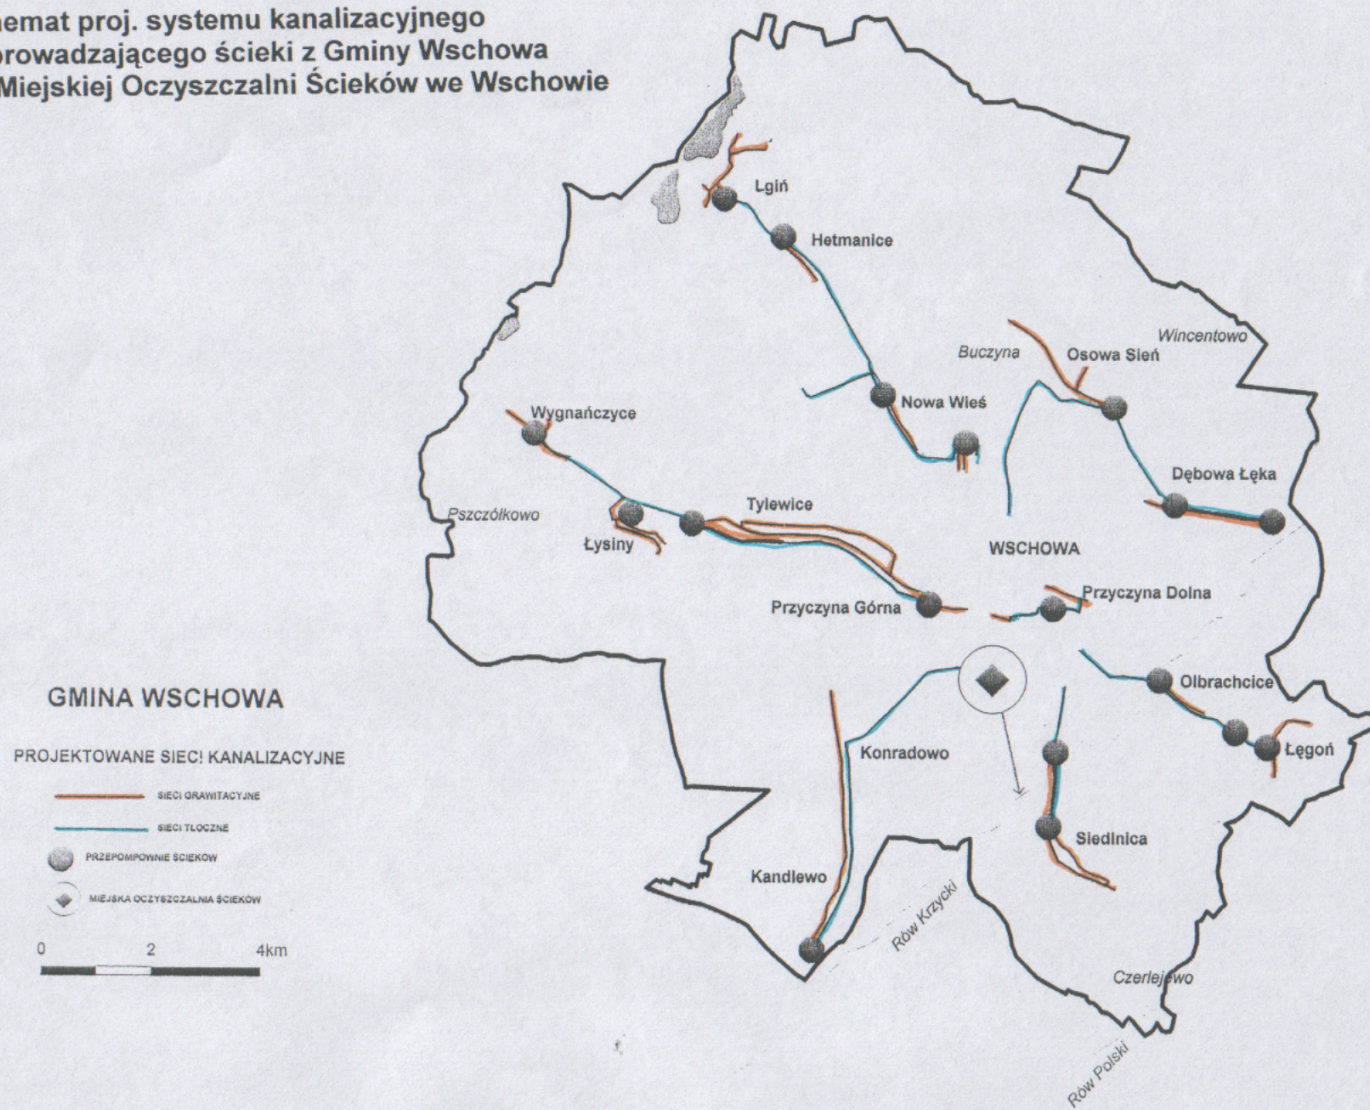 hemat proj. systemu kanalizacyjnego
prowadzającego ścieki z Gminy Wschowa
Miejskiej Oczyszczalni Ścieków we Wschowie
Lgiń
Hetmanice
Wincentowo
Buczyna
Osowa Sień
Nowa Wieś
Wygnańczyce
Dębowa Łęka
Tylewice
Pszczółkowo
Łysiny
WSCHOWA
Przyczyna Dolna
Przyczyna Górna
Olbrachcice
GMINA WSCHOWA
Łęgoń
Konradowo
PROJEKTOWANE SIECI KANALIZACYJNE
SIECI GRAWITACYJNE
SIECI TŁOCZNE
Siedlnica
PRZEPOMPOWNIE ŚCIEKÓW
Kandlewo
MIEJSKA OCZYSZCZALNIA ŚCIEKÓW
Rów Krzycki
0 2 4km
Czerlejewo
Rów Polski